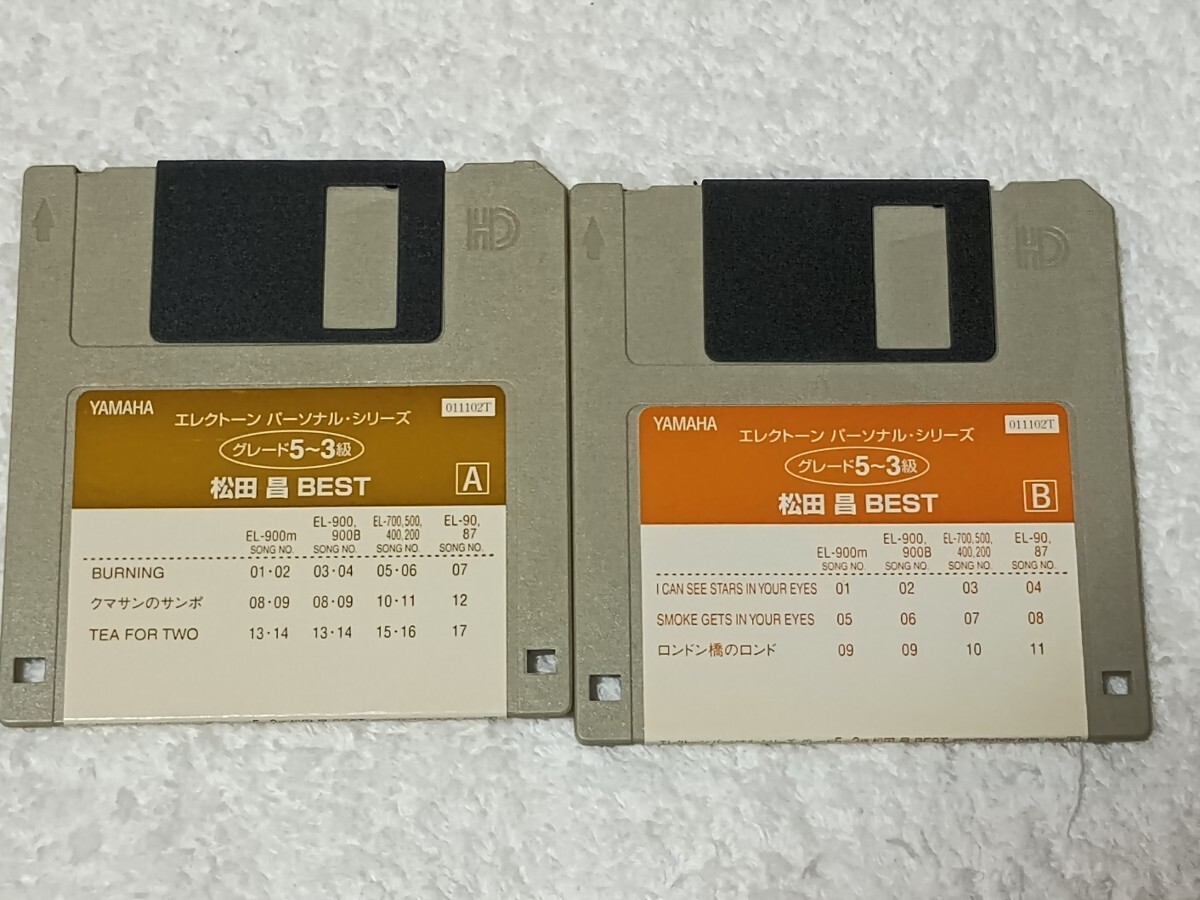 HD
YAMAHA
011102T
エレクトーン パーソナル・シリーズ
グレード5～3級
松田 昌 BEST
A
EL-900m EL-900,900B EL-700,500,400,200 EL-90,87
SONG NO. SONG NO. SONG NO. SONG NO.
BURNING 01・02 03・04 05・06 07
クマサンのサンポ 08・09 08・09 10・11 12
TEA FOR TWO 13・14 13・14 15・16 17
HD
YAMAHA
011102T
エレクトーン パーソナル・シリーズ
グレード5～3級
松田 昌 BEST
B
EL-900m EL-900,900B EL-700,500,400,200 EL-90,87
SONG NO. SONG NO. SONG NO. SONG NO.
I CAN SEE STARS IN YOUR EYES 01 02 03 04
SMOKE GETS IN YOUR EYES 05 06 07 08
ロンドン橋のロンド 09 09 10 11